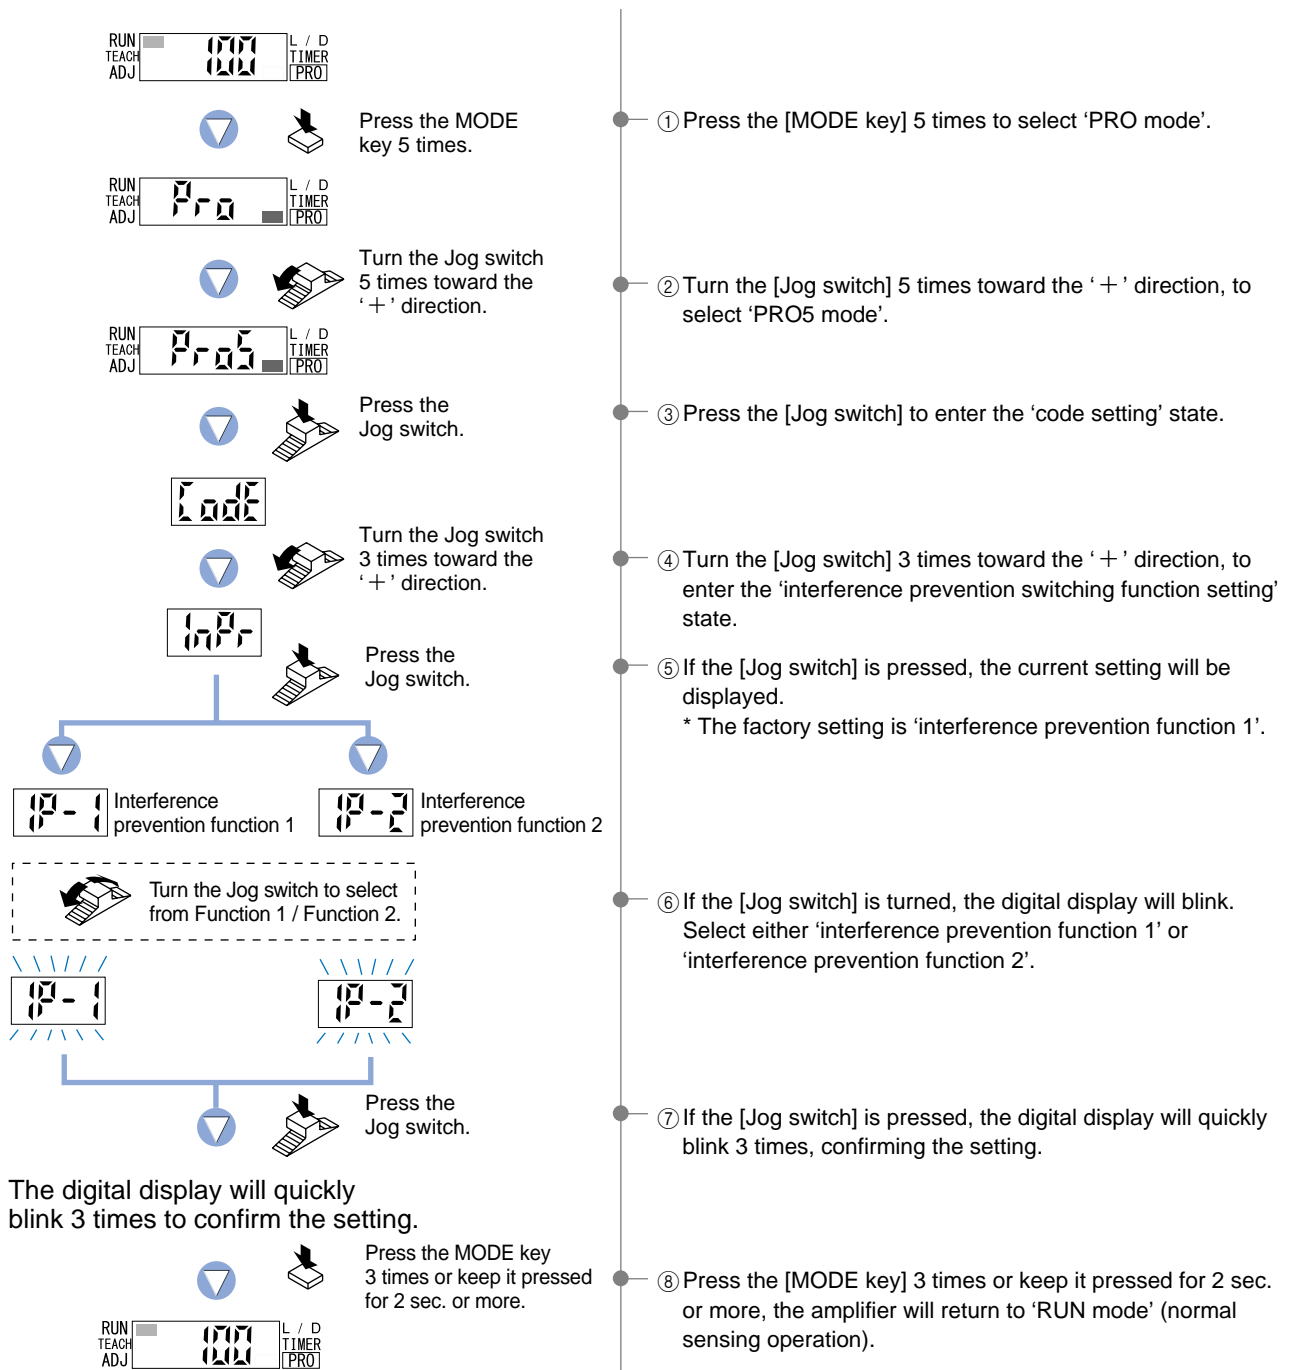 RUN
TEACH
ADJ
100
L / D
TIMER
PRO
Press the MODE
key 5 times.
① Press the [MODE key] 5 times to select ‘PRO mode’.
RUN
TEACH
ADJ
Pro
L / D
TIMER
PRO
Turn the Jog switch
5 times toward the
‘＋’ direction.
② Turn the [Jog switch] 5 times toward the ‘＋’ direction, to
select ‘PRO5 mode’.
RUN
TEACH
ADJ
Pro5
L / D
TIMER
PRO
Press the
Jog switch.
③ Press the [Jog switch] to enter the ‘code setting’ state.
CodE
Turn the Jog switch
3 times toward the
‘＋’ direction.
④ Turn the [Jog switch] 3 times toward the ‘＋’ direction, to
enter the ‘interference prevention switching function setting’
state.
InPr
Press the
Jog switch.
⑤ If the [Jog switch] is pressed, the current setting will be
displayed.
* The factory setting is ‘interference prevention function 1’.
IP-1
Interference
prevention function 1
IP-2
Interference
prevention function 2
Turn the Jog switch to select
from Function 1 / Function 2.
⑥ If the [Jog switch] is turned, the digital display will blink.
Select either ‘interference prevention function 1’ or
‘interference prevention function 2’.
IP-1
IP-2
Press the
Jog switch.
⑦ If the [Jog switch] is pressed, the digital display will quickly
blink 3 times, confirming the setting.
The digital display will quickly
blink 3 times to confirm the setting.
Press the MODE key
3 times or keep it pressed
for 2 sec. or more.
⑧ Press the [MODE key] 3 times or keep it pressed for 2 sec.
or more, the amplifier will return to ‘RUN mode’ (normal
sensing operation).
RUN
TEACH
ADJ
100
L / D
TIMER
PRO